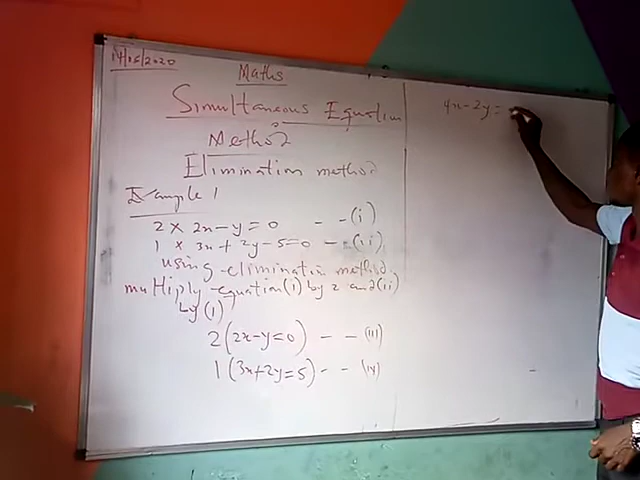 14/05/2020
Maths
Simultaneous Equation
Method
Elimination method
Example 1
2 × 2x - y = 0 - - (i)
1 × 3x + 2y - 5 = 0 - - (ii)
using elimination method
multiply equation (1) by 2 and (ii)
by (1)
2(2x - y = 0) - - (iii)
1(3x + 2y = 5) - - (iv)
4x - 2y =